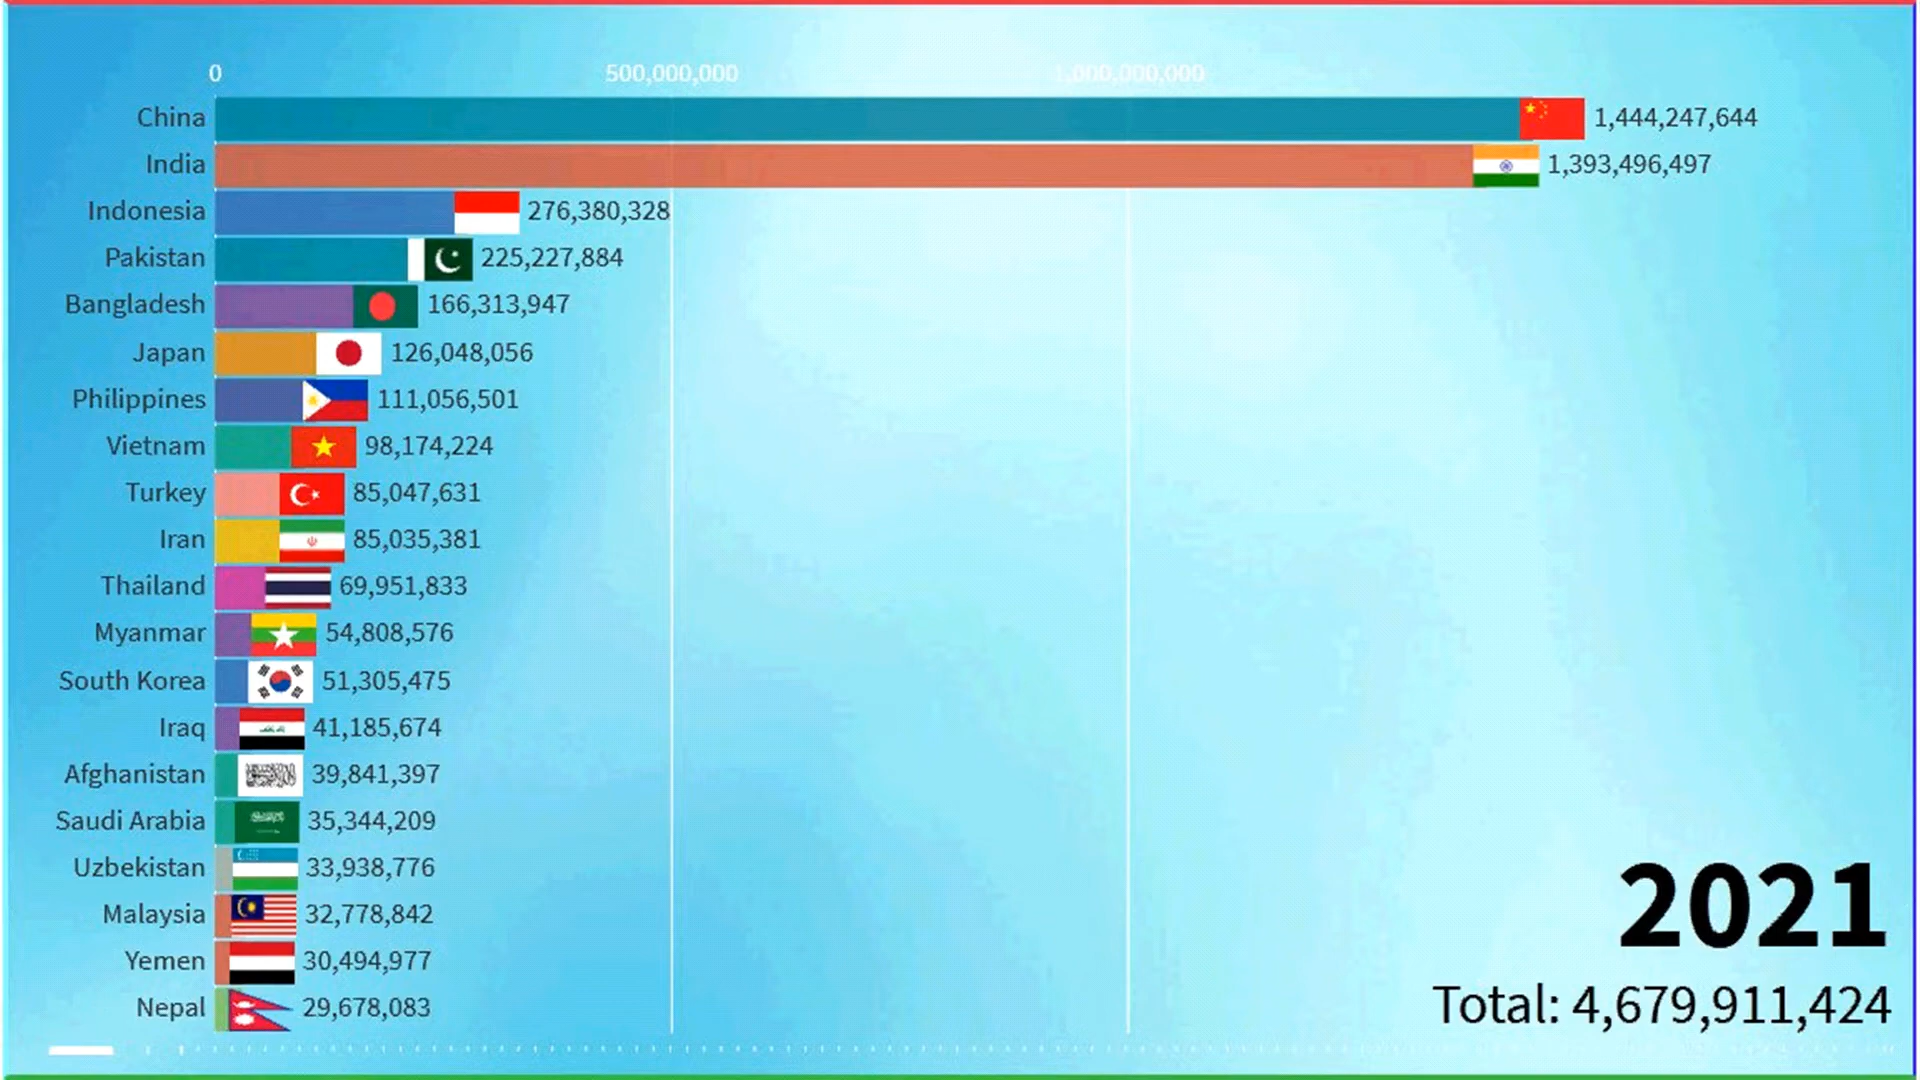 0 500,000,000 1,000,000,000
China 1,444,247,644
India 1,393,496,497
Indonesia 276,380,328
Pakistan 225,227,884
Bangladesh 166,313,947
Japan 126,048,056
Philippines 111,056,501
Vietnam 98,174,224
Turkey 85,047,631
Iran 85,035,381
Thailand 69,951,833
Myanmar 54,808,576
South Korea 51,305,475
Iraq 41,185,674
Afghanistan 39,841,397
Saudi Arabia 35,344,209
Uzbekistan 33,938,776
Malaysia 32,778,842
Yemen 30,494,977
Nepal 29,678,083
2021
Total: 4,679,911,424